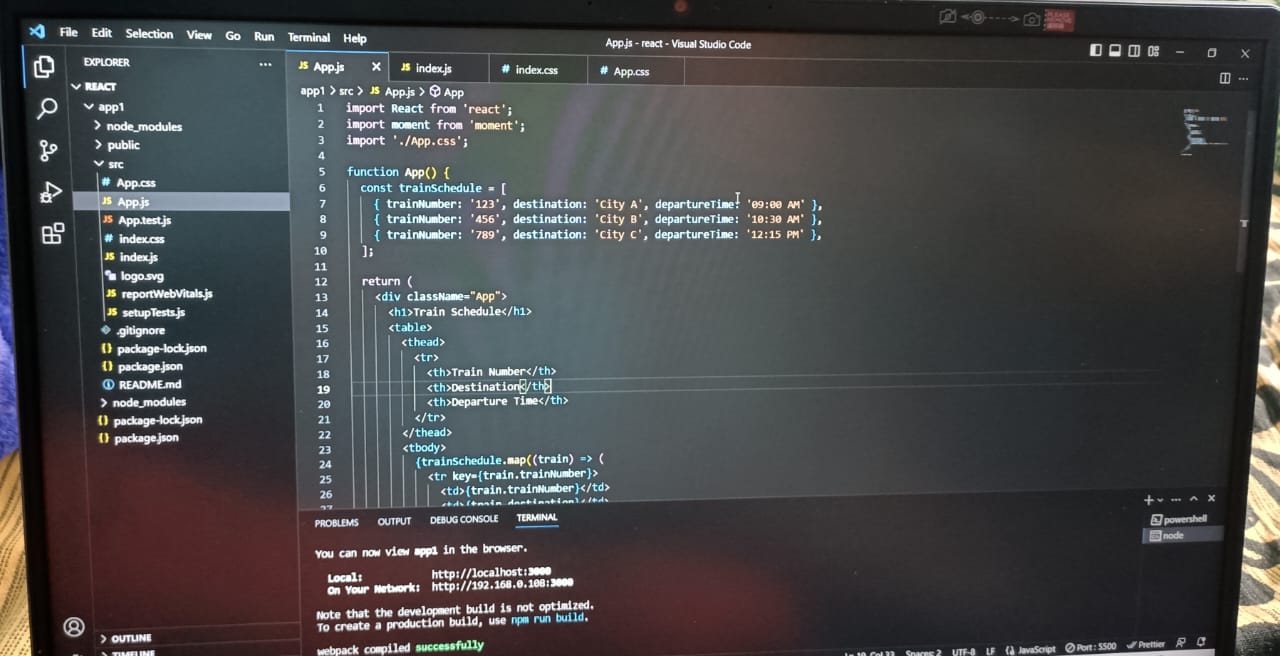 PLEASE REMOVE
File Edit Selection View Go Run Terminal Help
App.js - react - Visual Studio Code
EXPLORER
REACT
app1
node_modules
public
src
# App.css
JS App.js
JS App.test.js
# index.css
JS index.js
logo.svg
JS reportWebVitals.js
JS setupTests.js
.gitignore
{} package-lock.json
{} package.json
README.md
node_modules
{} package-lock.json
{} package.json
OUTLINE
TIMELINE
JS App.js JS index.js # index.css # App.css
app1 > src > JS App.js > App
1 import React from 'react';
2 import moment from 'moment';
3 import './App.css';
4
5 function App() {
6 const trainSchedule = [
7 { trainNumber: '123', destination: 'City A', departureTime: '09:00 AM' },
8 { trainNumber: '456', destination: 'City B', departureTime: '10:30 AM' },
9 { trainNumber: '789', destination: 'City C', departureTime: '12:15 PM' },
10 ];
11
12 return (
13 <div className="App">
14 <h1>Train Schedule</h1>
15 <table>
16 <thead>
17 <tr>
18 <th>Train Number</th>
19 <th>Destination</th>
20 <th>Departure Time</th>
21 </tr>
22 </thead>
23 <tbody>
24 {trainSchedule.map((train) => (
25 <tr key={train.trainNumber}>
26 <td>{train.trainNumber}</td>
27 <td>{train.destination}</td>
PROBLEMS OUTPUT DEBUG CONSOLE TERMINAL
powershell
node
You can now view app1 in the browser.
Local: http://localhost:3000
On Your Network: http://192.168.0.108:3000
Note that the development build is not optimized.
To create a production build, use npm run build.
webpack compiled successfully
Ln 19, Col 33 Spaces: 2 UTF-8 LF {} JavaScript Port : 5500 Prettier